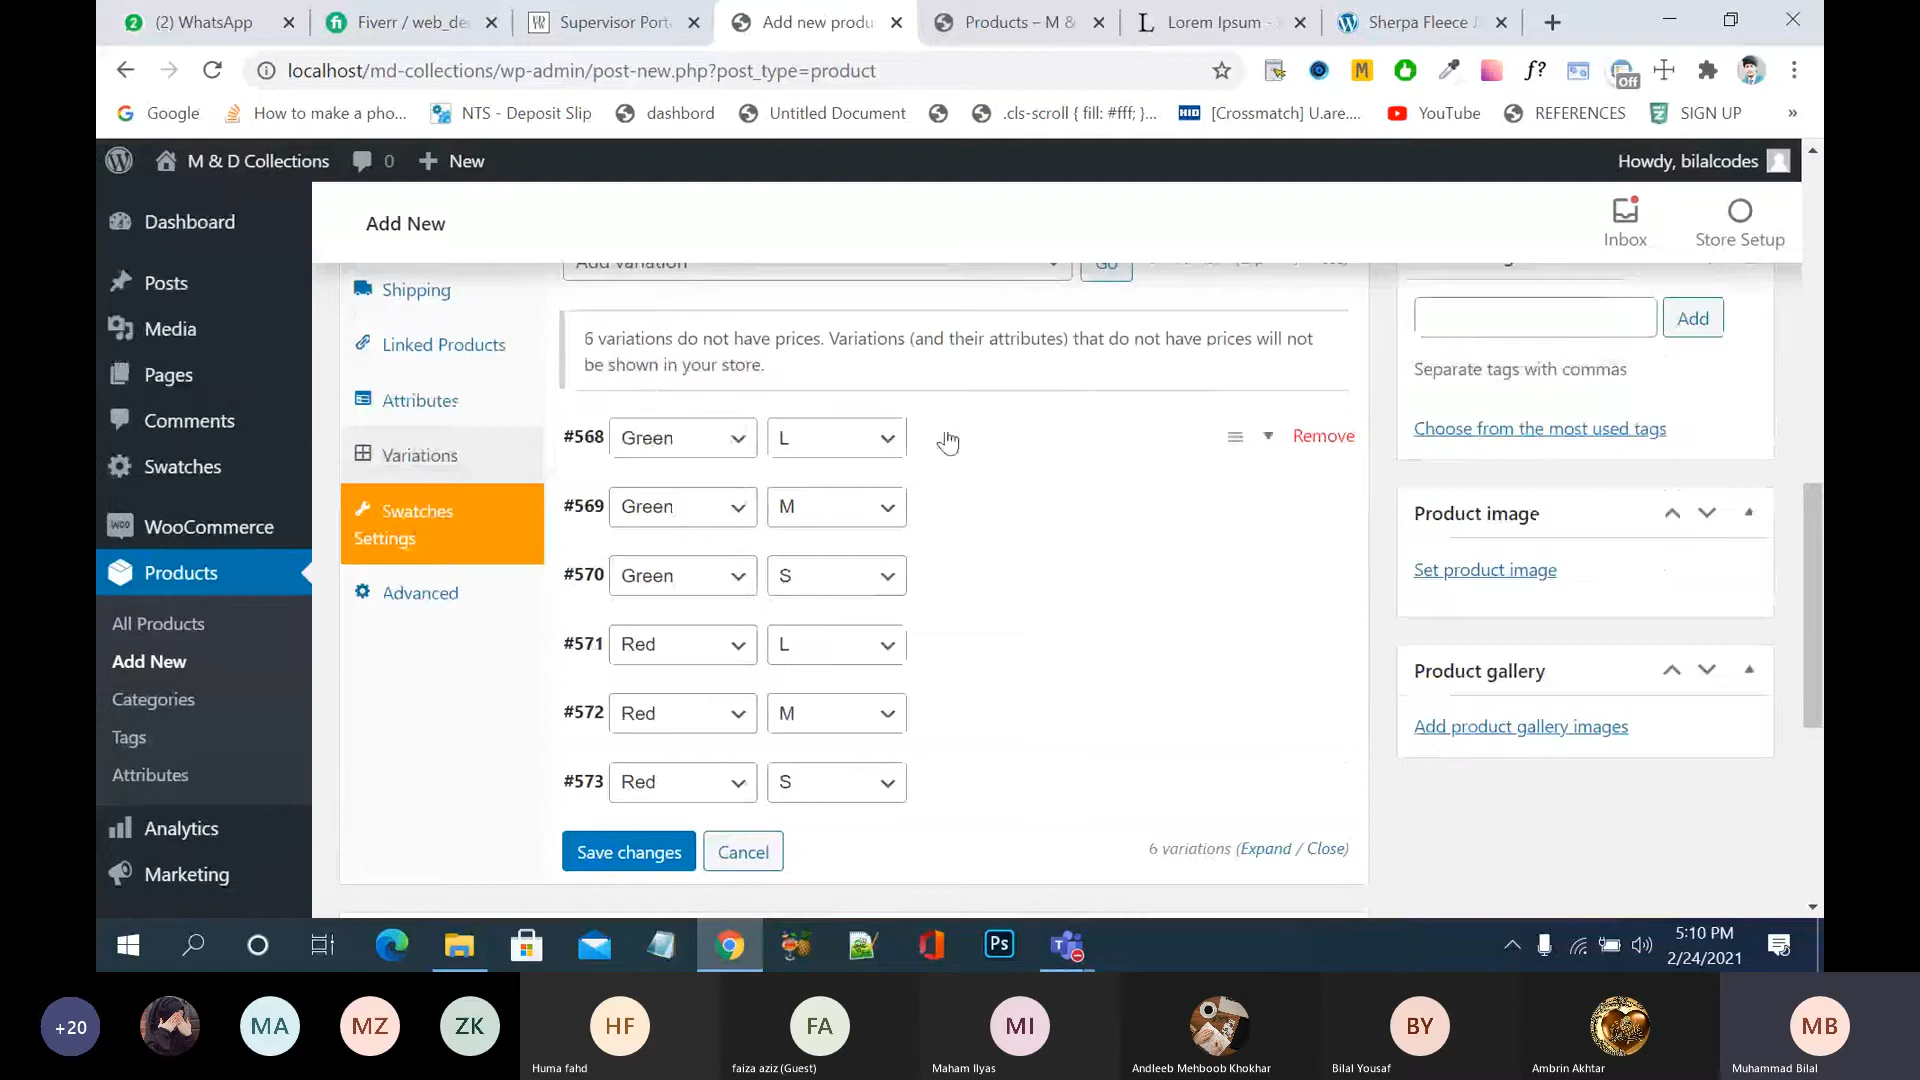 (2) WhatsApp
Fiverr / web_de
Supervisor Port
Add new produ
Products – M &
Lorem Ipsum -
Sherpa Fleece J
localhost/md-collections/wp-admin/post-new.php?post_type=product
M
f?
Off
Google
How to make a pho...
NTS - Deposit Slip
dashbord
Untitled Document
.cls-scroll { fill: #fff; }...
HID
[Crossmatch] U.are....
YouTube
REFERENCES
SIGN UP
»
M & D Collections
0
New
Howdy, bilalcodes
Add New
Inbox
Store Setup
Dashboard
Posts
Media
Pages
Comments
Swatches
WooCommerce
Products
All Products
Add New
Categories
Tags
Attributes
Analytics
Marketing
Shipping
Linked Products
Attributes
Variations
Swatches
Settings
Advanced
Add variation
Go
6 variations do not have prices. Variations (and their attributes) that do not have prices will not
be shown in your store.
#568 Green L Remove
#569 Green M
#570 Green S
#571 Red L
#572 Red M
#573 Red S
Save changes
Cancel
6 variations (Expand / Close)
Add
Separate tags with commas
Choose from the most used tags
Product image
Set product image
Product gallery
Add product gallery images
Ps
5:10 PM
2/24/2021
+20
MA
MZ
ZK
HF
Huma fahd
FA
faiza aziz (Guest)
MI
Maham Ilyas
Andleeb Mehboob Khokhar
BY
Bilal Yousaf
Ambrin Akhtar
MB
Muhammad Bilal